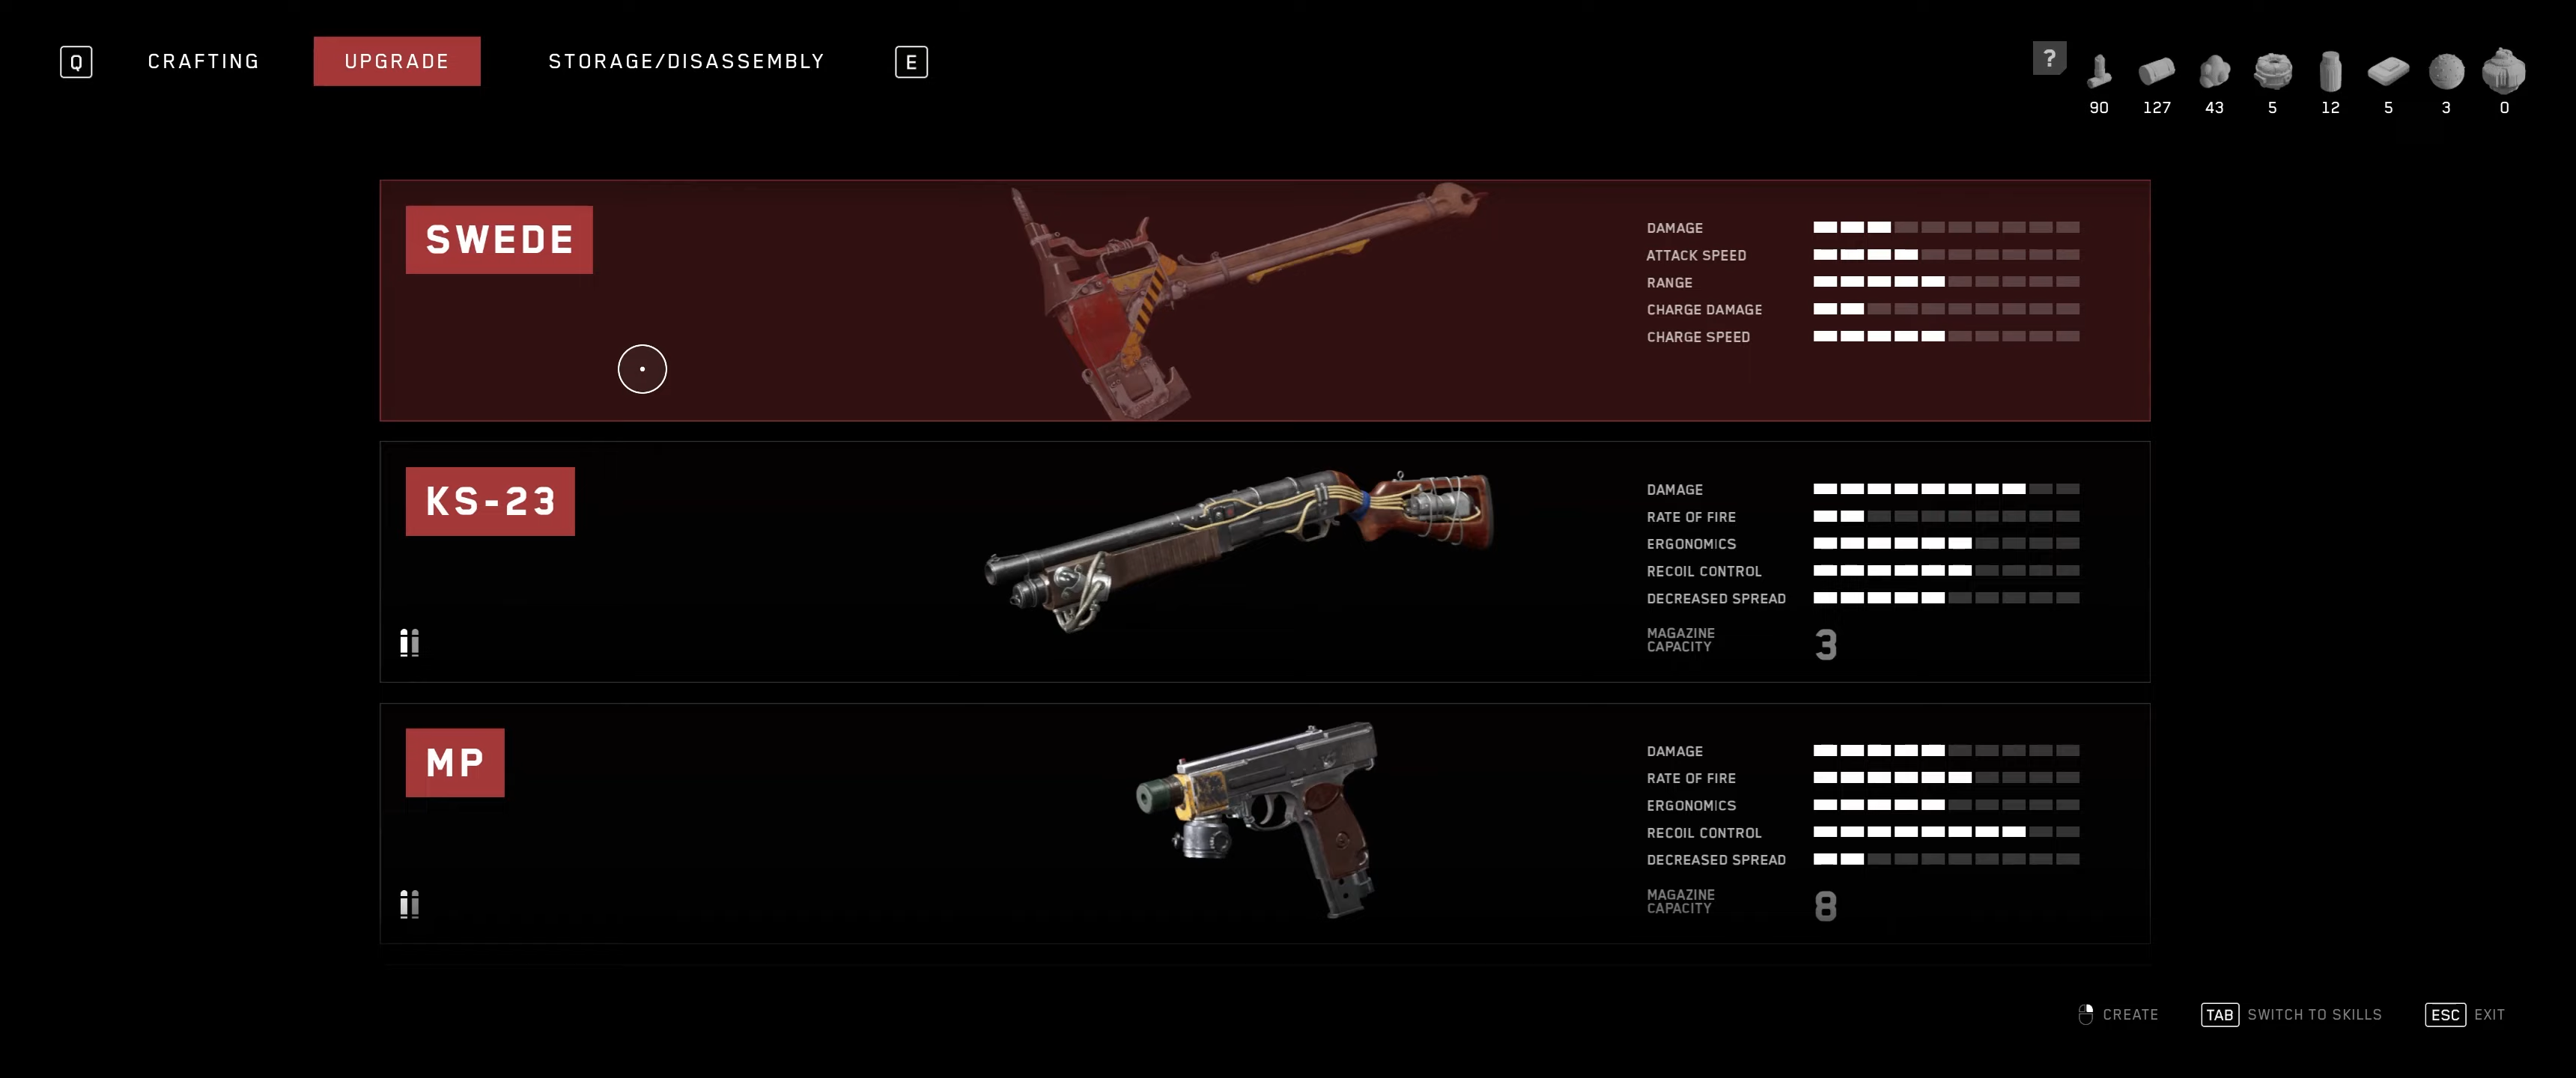 Q CRAFTING UPGRADE STORAGE/DISASSEMBLY E
?
90 127 43 5 12 5 3 0
SWEDE
DAMAGE
ATTACK SPEED
RANGE
CHARGE DAMAGE
CHARGE SPEED
KS-23
DAMAGE
RATE OF FIRE
ERGONOMICS
RECOIL CONTROL
DECREASED SPREAD
MAGAZINE
CAPACITY
3
MP
DAMAGE
RATE OF FIRE
ERGONOMICS
RECOIL CONTROL
DECREASED SPREAD
MAGAZINE
CAPACITY
8
CREATE TAB SWITCH TO SKILLS ESC EXIT